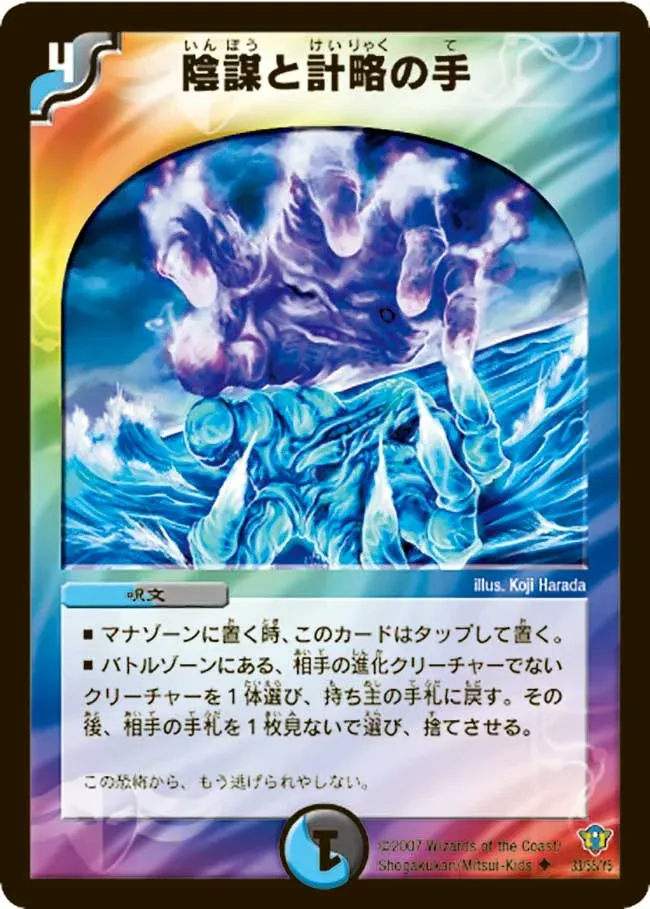 いんぼう けいりゃく て
4 陰謀と計略の手
illus. Koji Harada
呪文
■ マナゾーンに置く時、このカードはタップして置く。
■ バトルゾーンにある、相手の進化クリーチャーでない
クリーチャーを1体選び、持ち主の手札に戻す。その
後、相手の手札を1枚見ないで選び、捨てさせる。
この恐怖から、もう逃げられやしない。
1
©2007 Wizards of the Coast/
Shogakukan/Mitsui-Kids ◆ 33/55/Y5